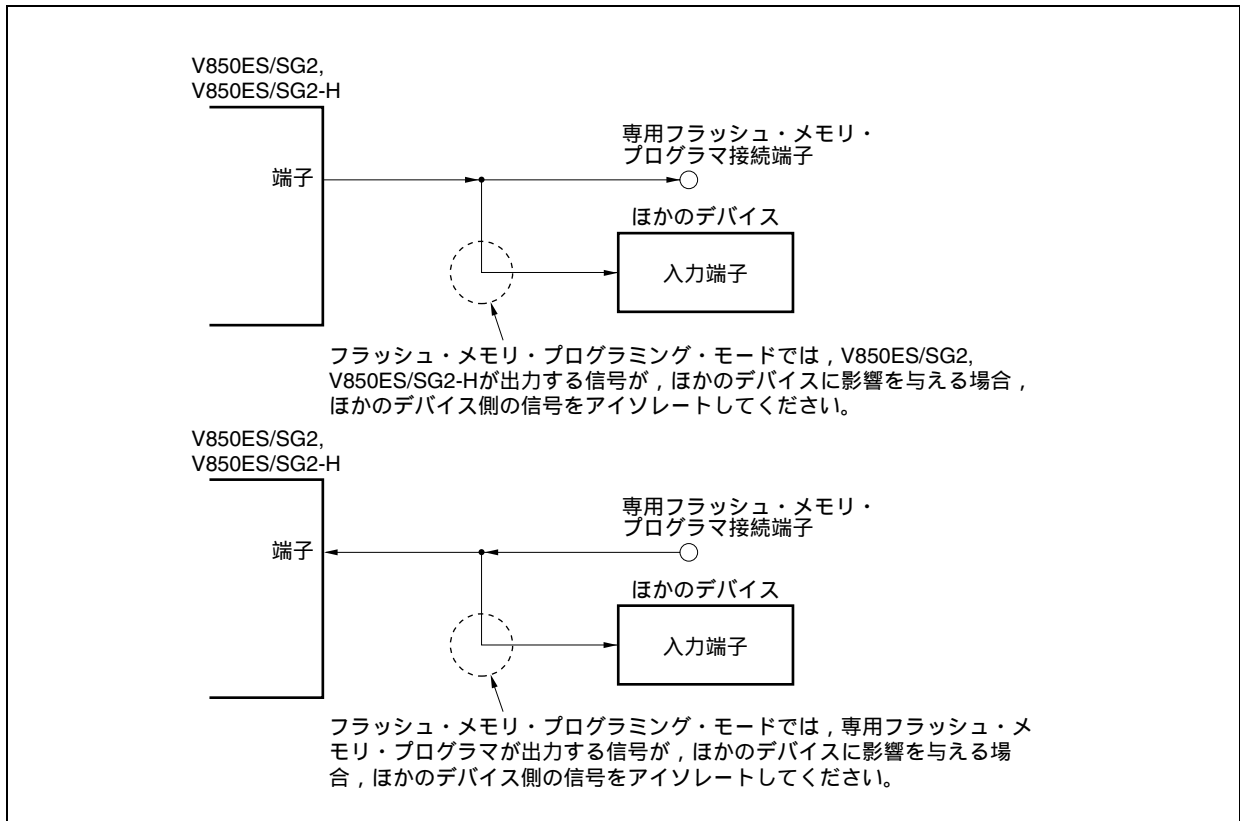 V850ES/SG2,
V850ES/SG2-H
専用フラッシュ・メモリ・
プログラマ接続端子
端子
ほかのデバイス
入力端子
フラッシュ・メモリ・プログラミング・モードでは，V850ES/SG2,
V850ES/SG2-Hが出力する信号が，ほかのデバイスに影響を与える場合，
ほかのデバイス側の信号をアイソレートしてください。
V850ES/SG2,
V850ES/SG2-H
専用フラッシュ・メモリ・
プログラマ接続端子
端子
ほかのデバイス
入力端子
フラッシュ・メモリ・プログラミング・モードでは，専用フラッシュ・メ
モリ・プログラマが出力する信号が，ほかのデバイスに影響を与える場
合，ほかのデバイス側の信号をアイソレートしてください。